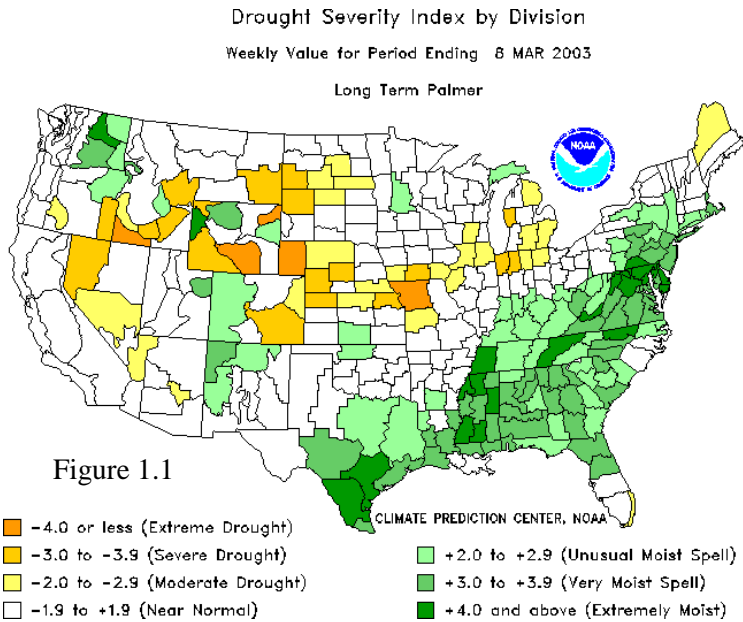 Drought Severity Index by Division
Weekly Value for Period Ending 8 MAR 2003
Long Term Palmer
NOAA
Figure 1.1
CLIMATE PREDICTION CENTER, NOAA
-4.0 or less (Extreme Drought)
-3.0 to -3.9 (Severe Drought)
-2.0 to -2.9 (Moderate Drought)
-1.9 to +1.9 (Near Normal)
+2.0 to +2.9 (Unusual Moist Spell)
+3.0 to +3.9 (Very Moist Spell)
+4.0 and above (Extremely Moist)